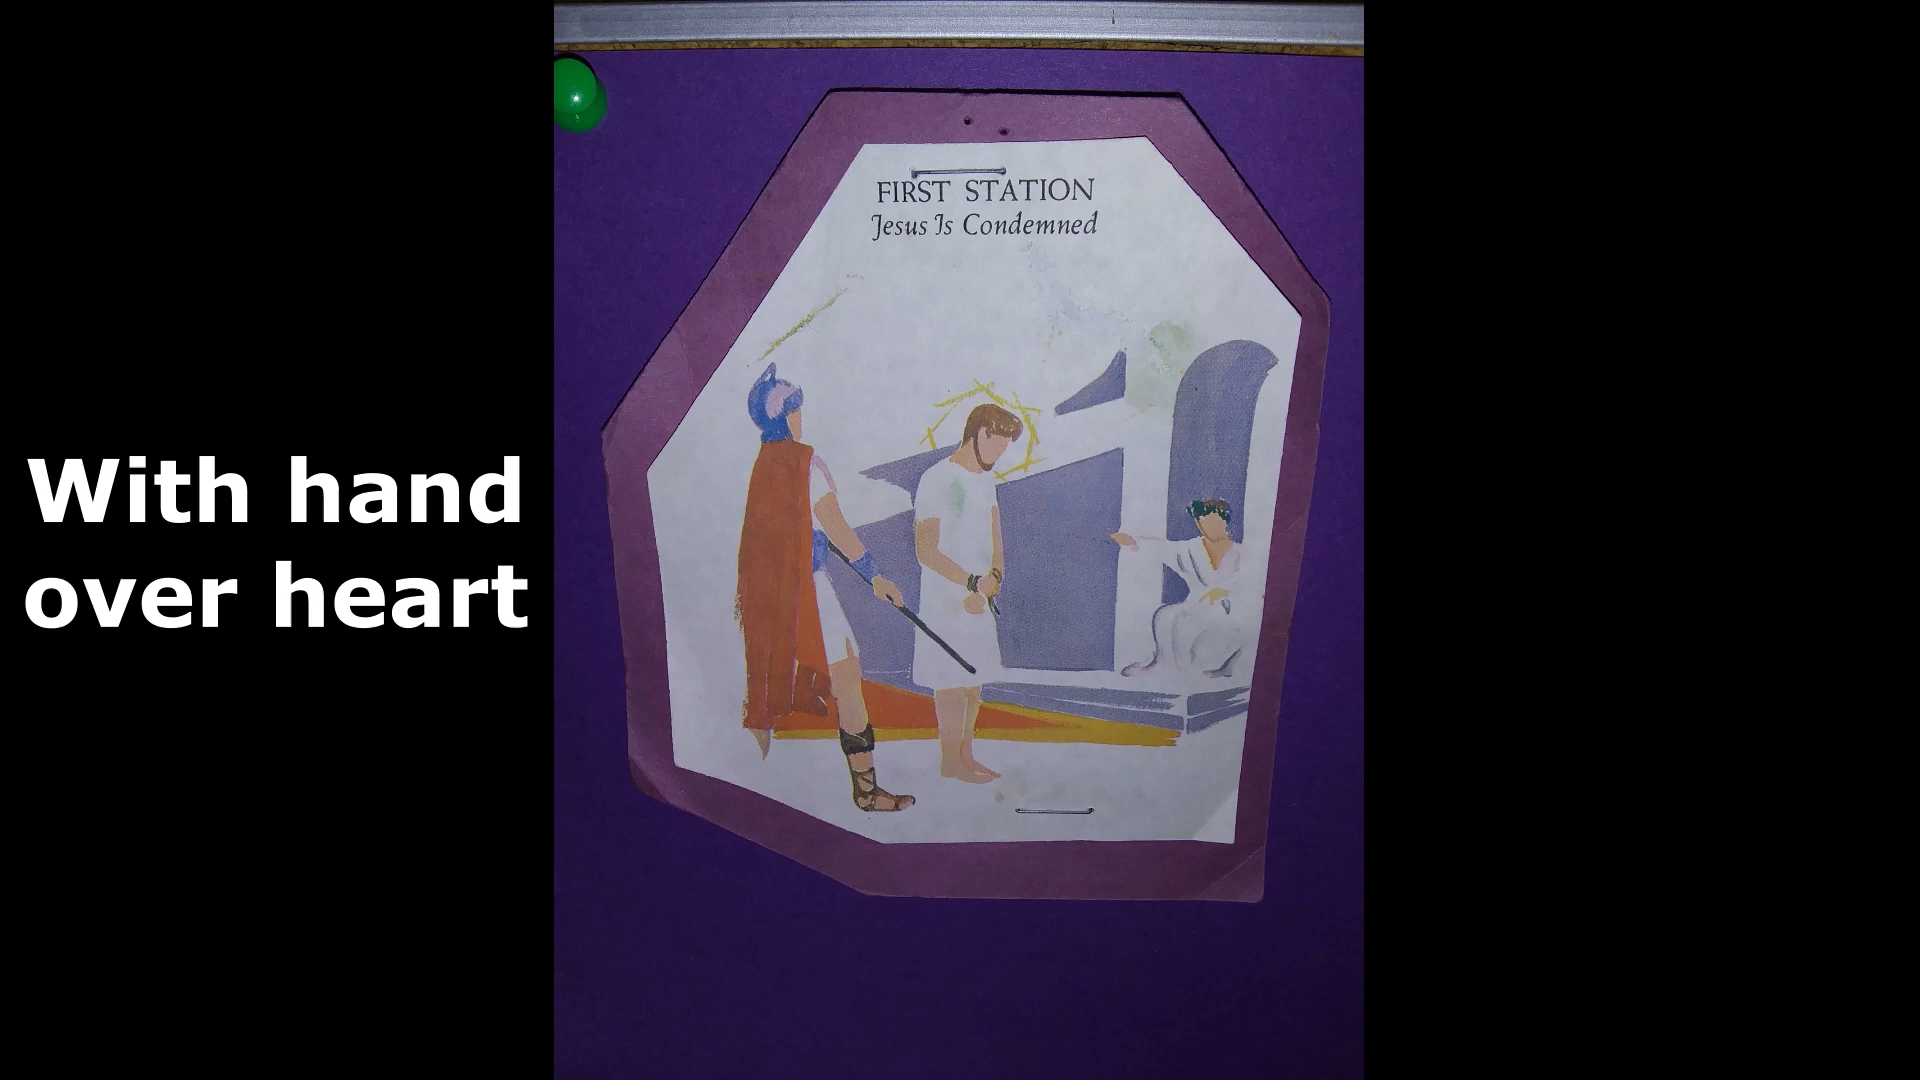 With hand
over heart
FIRST STATION
Jesus Is Condemned